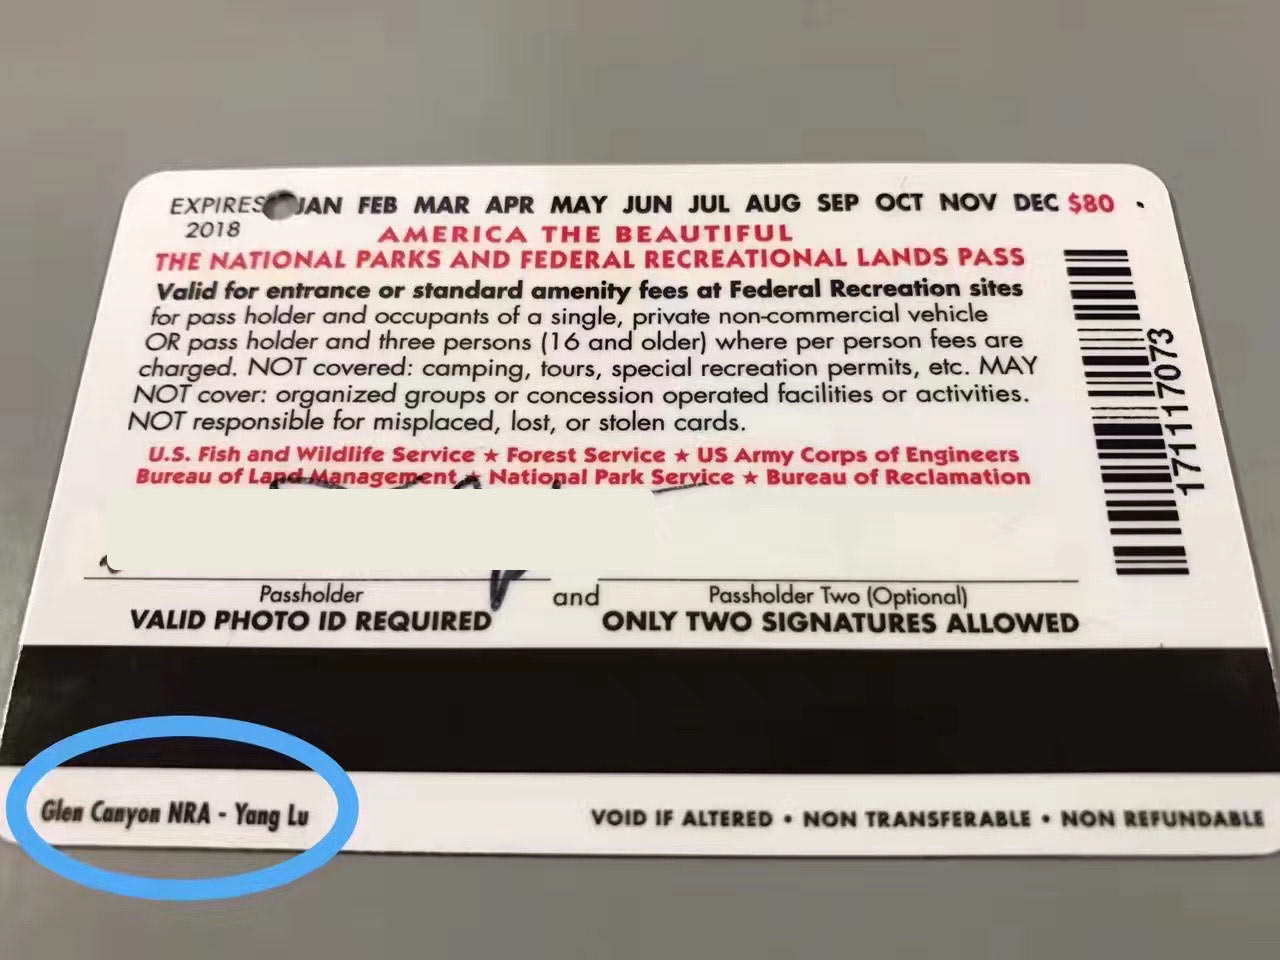 EXPIRES JAN FEB MAR APR MAY JUN JUL AUG SEP OCT NOV DEC $80
2018
AMERICA THE BEAUTIFUL
THE NATIONAL PARKS AND FEDERAL RECREATIONAL LANDS PASS
Valid for entrance or standard amenity fees at Federal Recreation sites
for pass holder and occupants of a single, private non-commercial vehicle
OR pass holder and three persons (16 and older) where per person fees are
charged. NOT covered: camping, tours, special recreation permits, etc. MAY
NOT cover: organized groups or concession operated facilities or activities.
NOT responsible for misplaced, lost, or stolen cards.
U.S. Fish and Wildlife Service ★ Forest Service ★ US Army Corps of Engineers
Bureau of Land Management ★ National Park Service ★ Bureau of Reclamation
1711117073
Passholder and Passholder Two (Optional)
VALID PHOTO ID REQUIRED ONLY TWO SIGNATURES ALLOWED
Glen Canyon NRA - Yang Lu
VOID IF ALTERED • NON TRANSFERABLE • NON REFUNDABLE